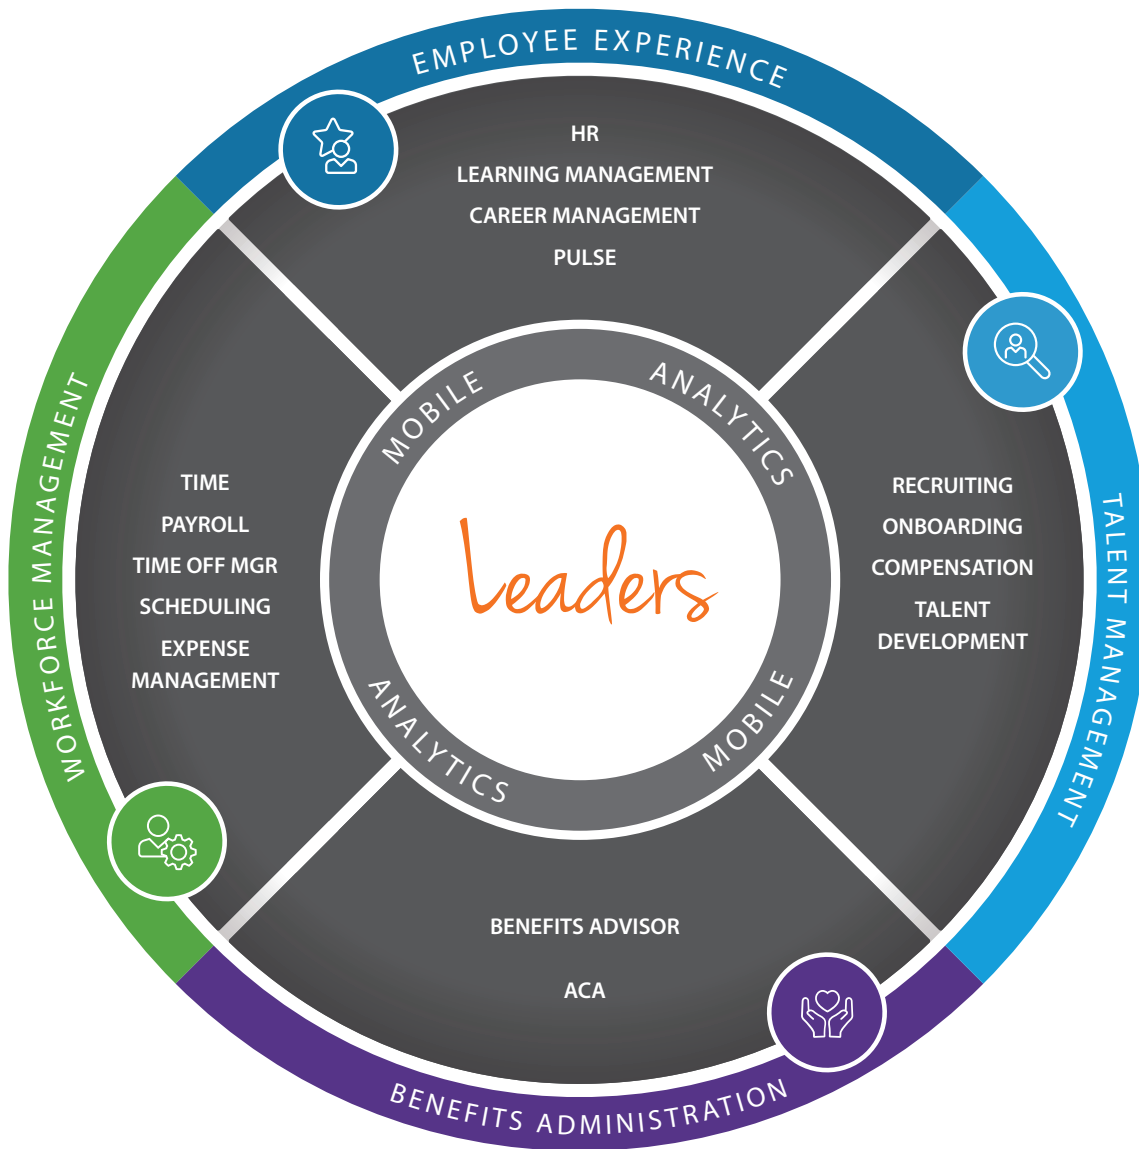 EMPLOYEE EXPERIENCE
HR
LEARNING MANAGEMENT
CAREER MANAGEMENT
PULSE
MOBILE
ANALYTICS
WORKFORCE MANAGEMENT
TIME
PAYROLL
TIME OFF MGR
SCHEDULING
EXPENSE
MANAGEMENT
Leaders
RECRUITING
ONBOARDING
COMPENSATION
TALENT
DEVELOPMENT
TALENT MANAGEMENT
ANALYTICS
MOBILE
BENEFITS ADVISOR
ACA
BENEFITS ADMINISTRATION